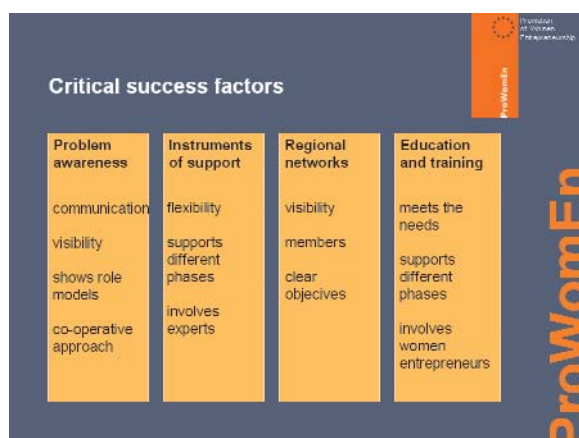 Promotion
of Women
Entrepreneurship
ProWomEn
Critical success factors
Problem
awareness
communication
visibility
shows role
models
co-operative
approach
Instruments
of support
flexibility
supports
different
phases
involves
experts
Regional
networks
visibility
members
clear
objecives
Education
and training
meets the
needs
supports
different
phases
involves
women
entrepreneurs
ProWomEn